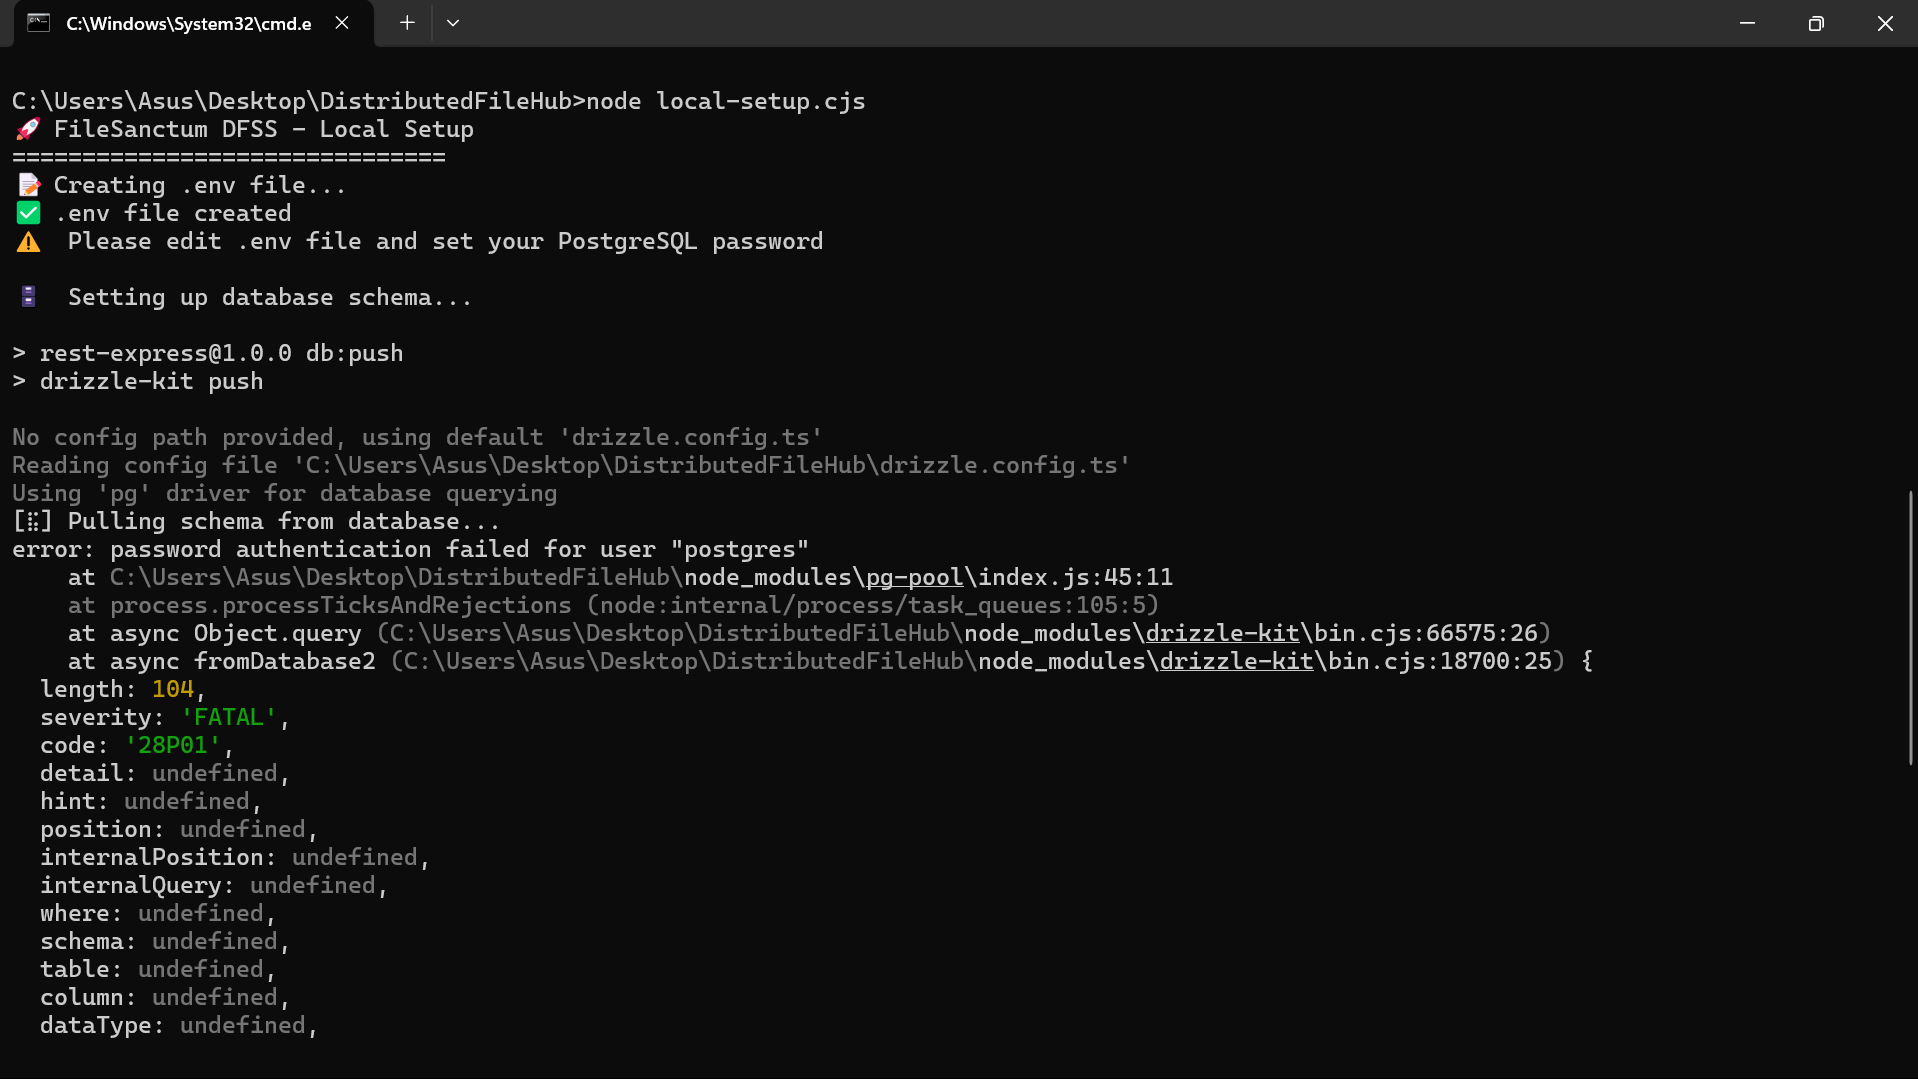 C:\Windows\System32\cmd.e
C:\Users\Asus\Desktop\DistributedFileHub>node local-setup.cjs
🚀 FileSanctum DFSS - Local Setup
===============================
📝 Creating .env file...
✅ .env file created
⚠️  Please edit .env file and set your PostgreSQL password
🗄️  Setting up database schema...
> rest-express@1.0.0 db:push
> drizzle-kit push
No config path provided, using default 'drizzle.config.ts'
Reading config file 'C:\Users\Asus\Desktop\DistributedFileHub\drizzle.config.ts'
Using 'pg' driver for database querying
[⣷] Pulling schema from database...
error: password authentication failed for user "postgres"
    at C:\Users\Asus\Desktop\DistributedFileHub\node_modules\pg-pool\index.js:45:11
    at process.processTicksAndRejections (node:internal/process/task_queues:105:5)
    at async Object.query (C:\Users\Asus\Desktop\DistributedFileHub\node_modules\drizzle-kit\bin.cjs:66575:26)
    at async fromDatabase2 (C:\Users\Asus\Desktop\DistributedFileHub\node_modules\drizzle-kit\bin.cjs:18700:25) {
  length: 104,
  severity: 'FATAL',
  code: '28P01',
  detail: undefined,
  hint: undefined,
  position: undefined,
  internalPosition: undefined,
  internalQuery: undefined,
  where: undefined,
  schema: undefined,
  table: undefined,
  column: undefined,
  dataType: undefined,